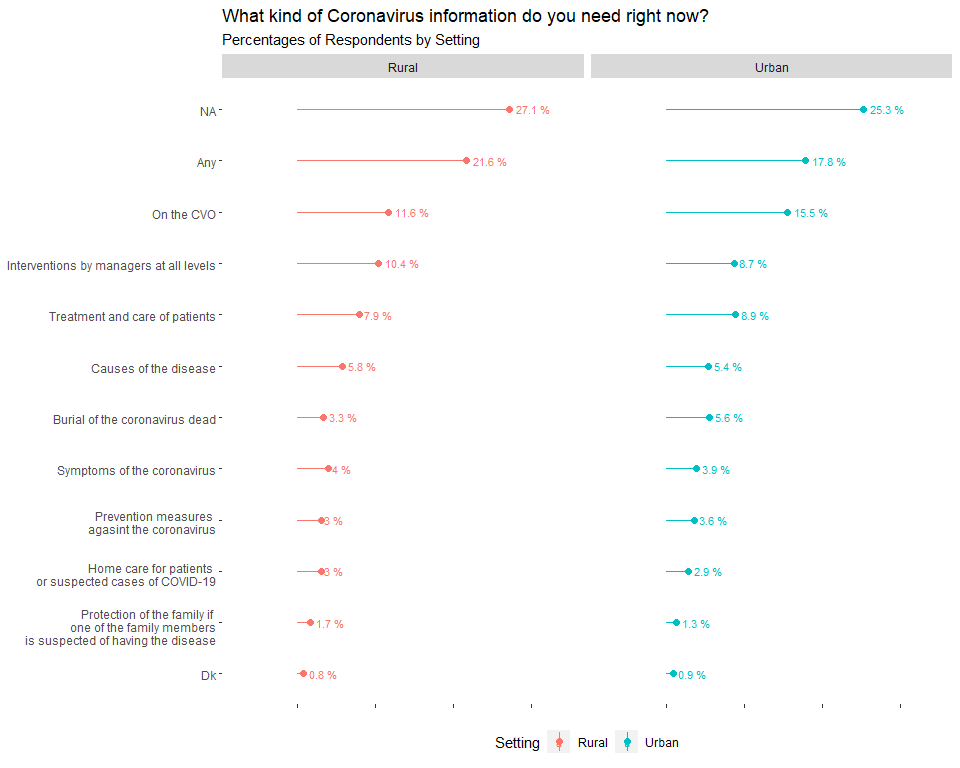 What kind of Coronavirus information do you need right now?
Percentages of Respondents by Setting
Rural
Urban
NA
27.1 %
25.3 %
Any
21.6 %
17.8 %
On the CVO
11.6 %
15.5 %
Interventions by managers at all levels
10.4 %
8.7 %
Treatment and care of patients
7.9 %
8.9 %
Causes of the disease
5.8 %
5.4 %
Burial of the coronavirus dead
3.3 %
5.6 %
Symptoms of the coronavirus
4 %
3.9 %
Prevention measures
agasint the coronavirus
3 %
3.6 %
Home care for patients
or suspected cases of COVID-19
3 %
2.9 %
Protection of the family if
one of the family members
is suspected of having the disease
1.7 %
1.3 %
Dk
0.8 %
0.9 %
Setting
Rural
Urban